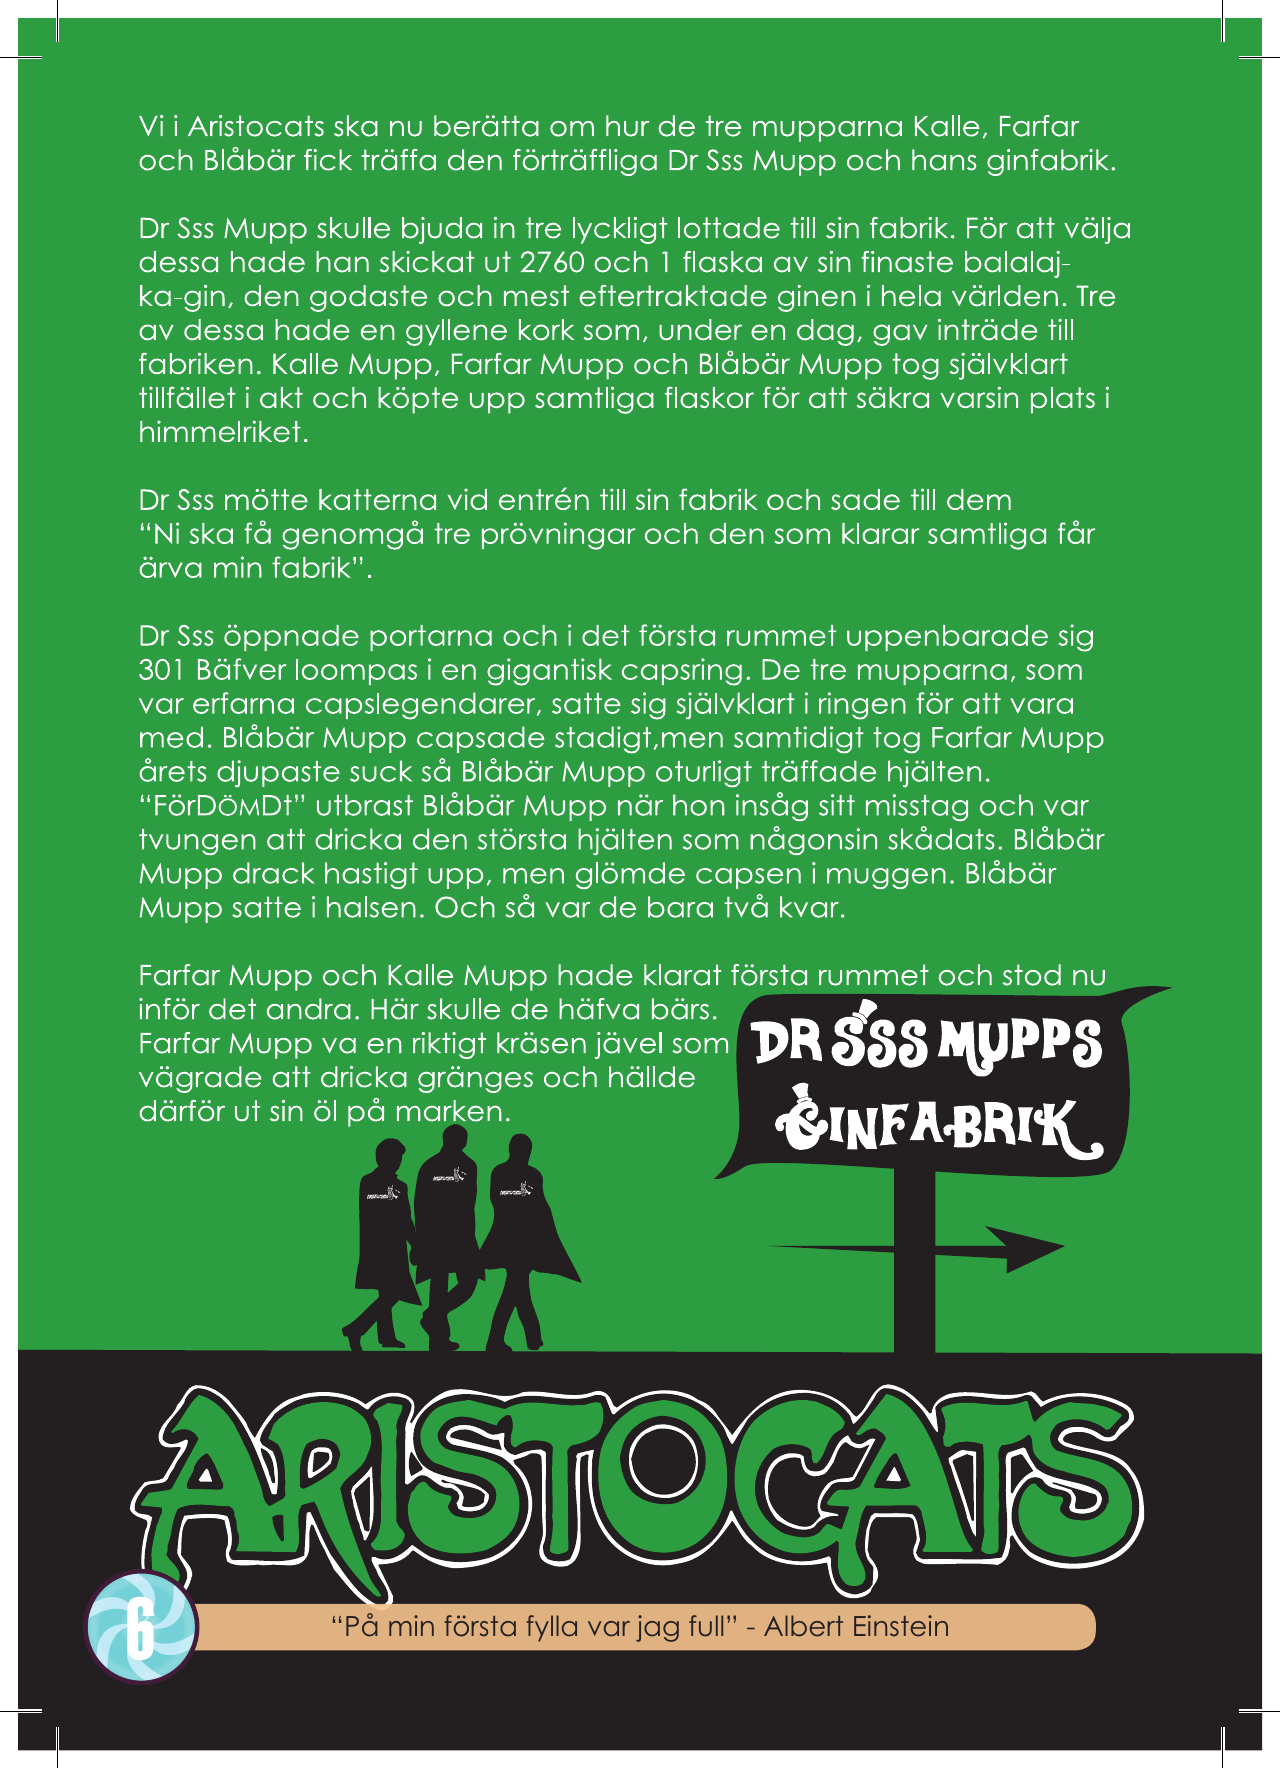 Vi i Aristocats ska nu berätta om hur de tre mupparna Kalle, Farfar
och Blåbär fick träffa den förträffliga Dr Sss Mupp och hans ginfabrik.
Dr Sss Mupp skulle bjuda in tre lyckligt lottade till sin fabrik. För att välja
dessa hade han skickat ut 2760 och 1 flaska av sin finaste balalaj-
ka-gin, den godaste och mest eftertraktade ginen i hela världen. Tre
av dessa hade en gyllene kork som, under en dag, gav inträde till
fabriken. Kalle Mupp, Farfar Mupp och Blåbär Mupp tog självklart
tillfället i akt och köpte upp samtliga flaskor för att säkra varsin plats i
himmelriket.
Dr Sss mötte katterna vid entrén till sin fabrik och sade till dem
“Ni ska få genomgå tre prövningar och den som klarar samtliga får
ärva min fabrik”.
Dr Sss öppnade portarna och i det första rummet uppenbarade sig
301 Bäfver loompas i en gigantisk capsring. De tre mupparna, som
var erfarna capslegendarer, satte sig självklart i ringen för att vara
med. Blåbär Mupp capsade stadigt,men samtidigt tog Farfar Mupp
årets djupaste suck så Blåbär Mupp oturligt träffade hjälten.
“FörDÖMDt” utbrast Blåbär Mupp när hon insåg sitt misstag och var
tvungen att dricka den största hjälten som någonsin skådats. Blåbär
Mupp drack hastigt upp, men glömde capsen i muggen. Blåbär
Mupp satte i halsen. Och så var de bara två kvar.
Farfar Mupp och Kalle Mupp hade klarat första rummet och stod nu
inför det andra. Här skulle de häfva bärs.
Farfar Mupp va en riktigt kräsen jävel som
vägrade att dricka gränges och hällde
därför ut sin öl på marken.
DR SSS MUPPS
GINFABRIK
ARISTOCATS
6
“På min första fylla var jag full” - Albert Einstein